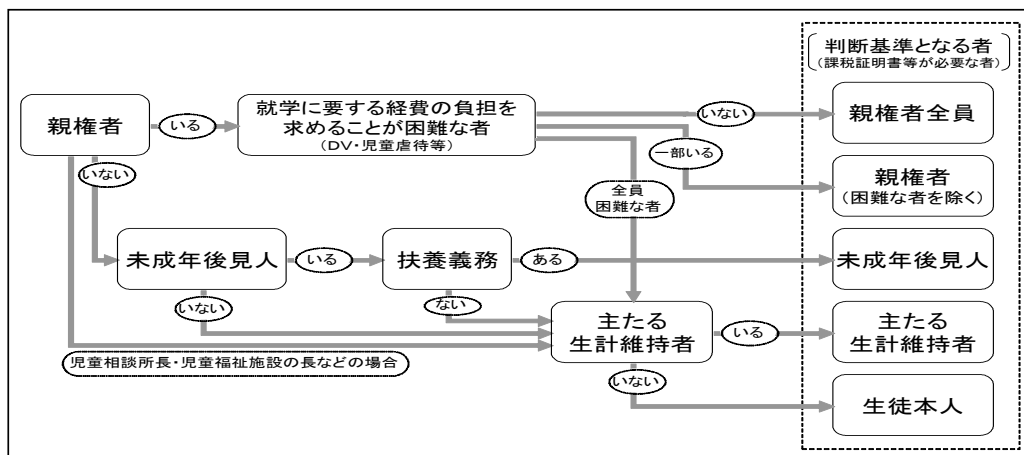 判断基準となる者
(課税証明書等が必要な者)
親権者
いる
就学に要する経費の負担を
求めることが困難な者
(DV・児童虐待等)
いない
親権者全員
一部いる
親権者
(困難な者を除く)
全員
困難な者
いない
未成年後見人
いる
扶養義務
ある
未成年後見人
いない
ない
主たる
生計維持者
いる
主たる
生計維持者
児童相談所長・児童福祉施設の長などの場合
いない
生徒本人